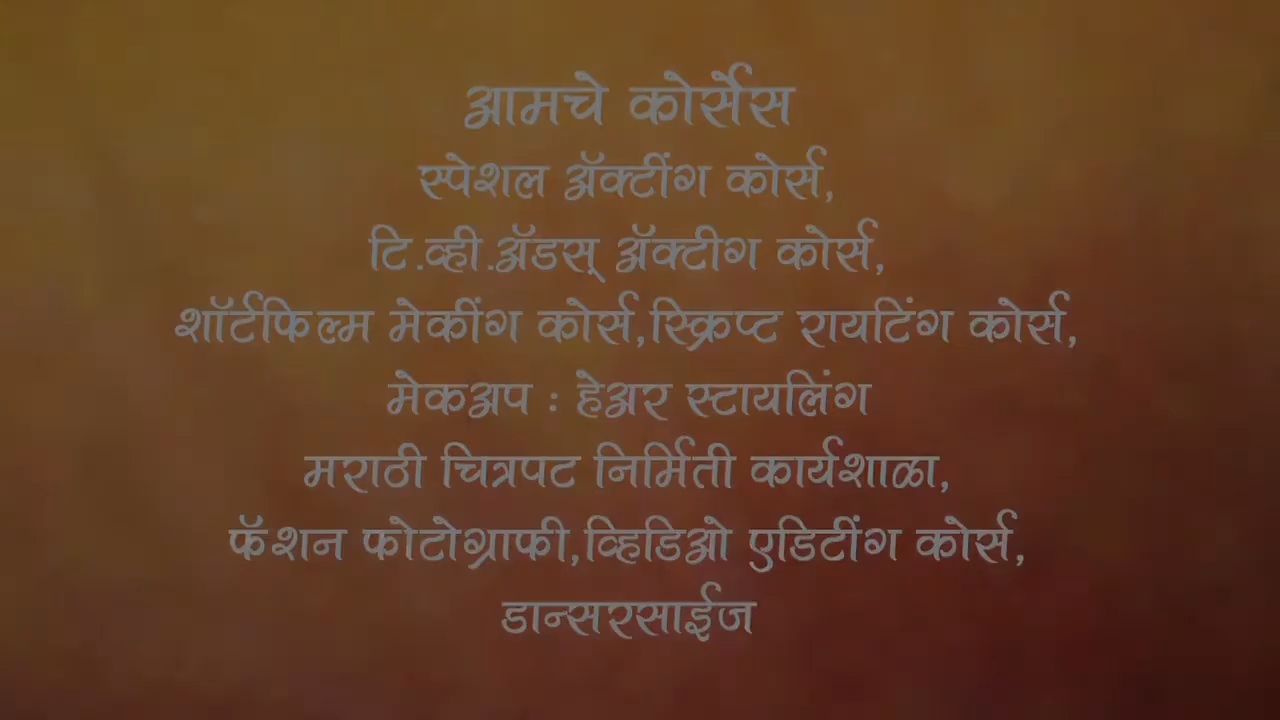 आमचे कोर्सेस
स्पेशल ॲक्टींग कोर्स,
टि.व्ही.ॲडस् ॲक्टीग कोर्स,
शॉर्टफिल्म मेकींग कोर्स,स्क्रिप्ट रायटिंग कोर्स,
मेकअप : हेअर स्टायलिंग
मराठी चित्रपट निर्मिती कार्यशाळा,
फॅशन फोटोग्राफी,व्हिडिओ एडिटींग कोर्स,
डान्सरसाईज